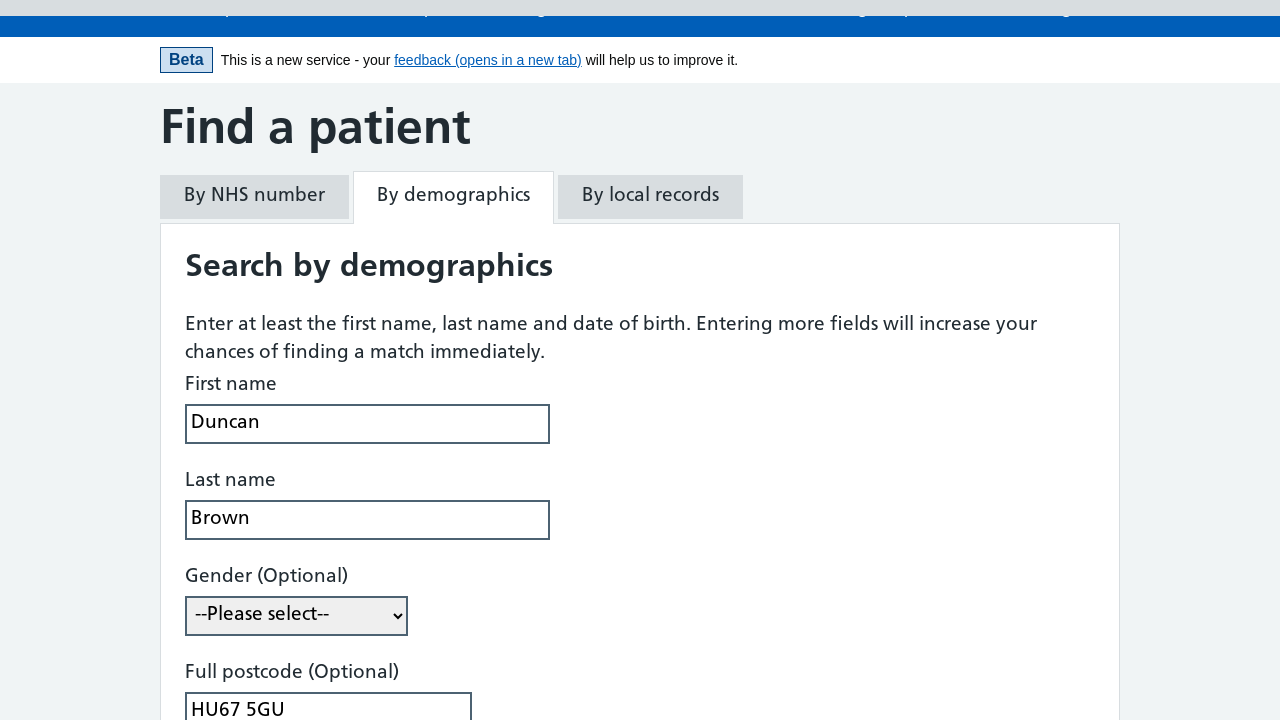 Beta This is a new service - your feedback (opens in a new tab) will help us to improve it.
Find a patient
By NHS number By demographics By local records
Search by demographics
Enter at least the first name, last name and date of birth. Entering more fields will increase your
chances of finding a match immediately.
First name
Duncan
Last name
Brown
Gender (Optional)
--Please select--
Full postcode (Optional)
HU67 5GU